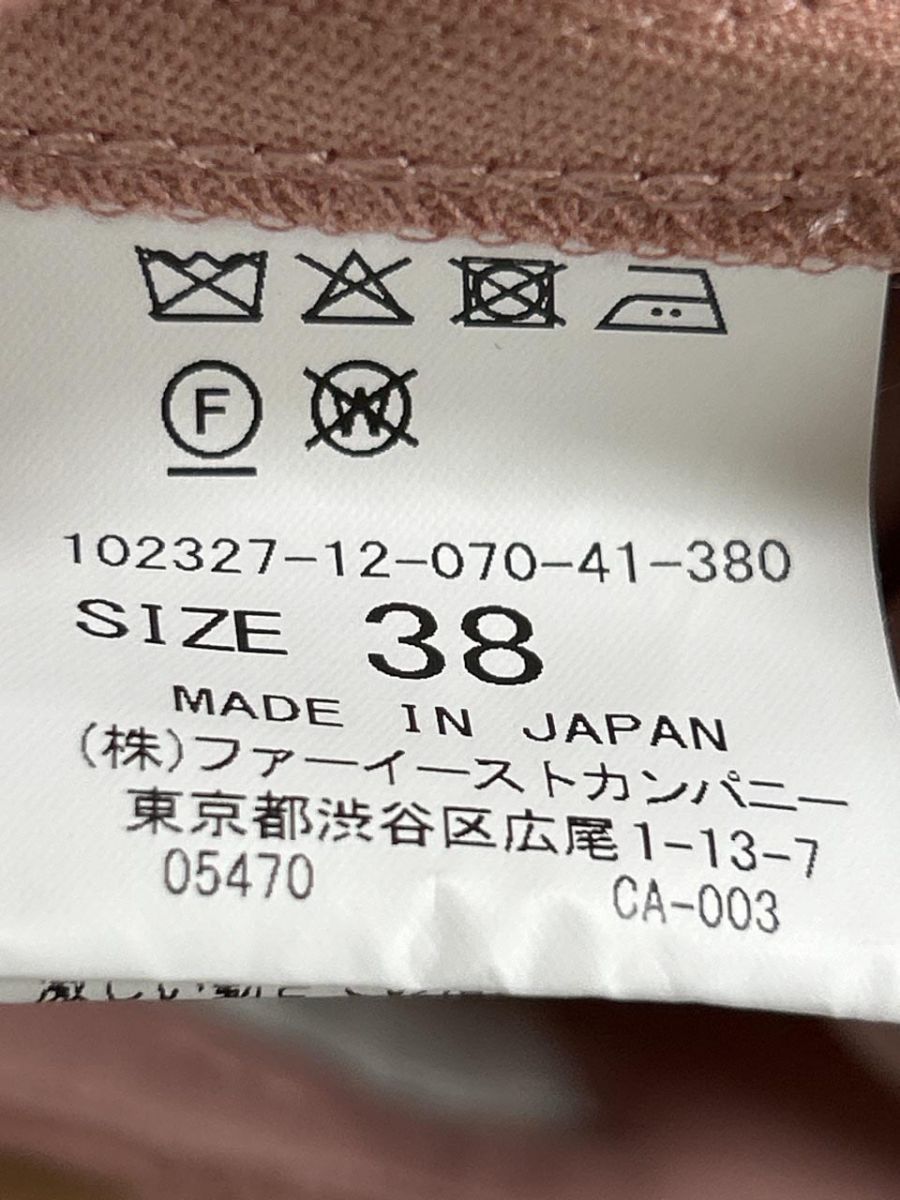 F W
102327-12-070-41-380
SIZE 38
MADE IN JAPAN
(株)ファーイーストカンパニー
東京都渋谷区広尾1-13-7
05470 CA-003